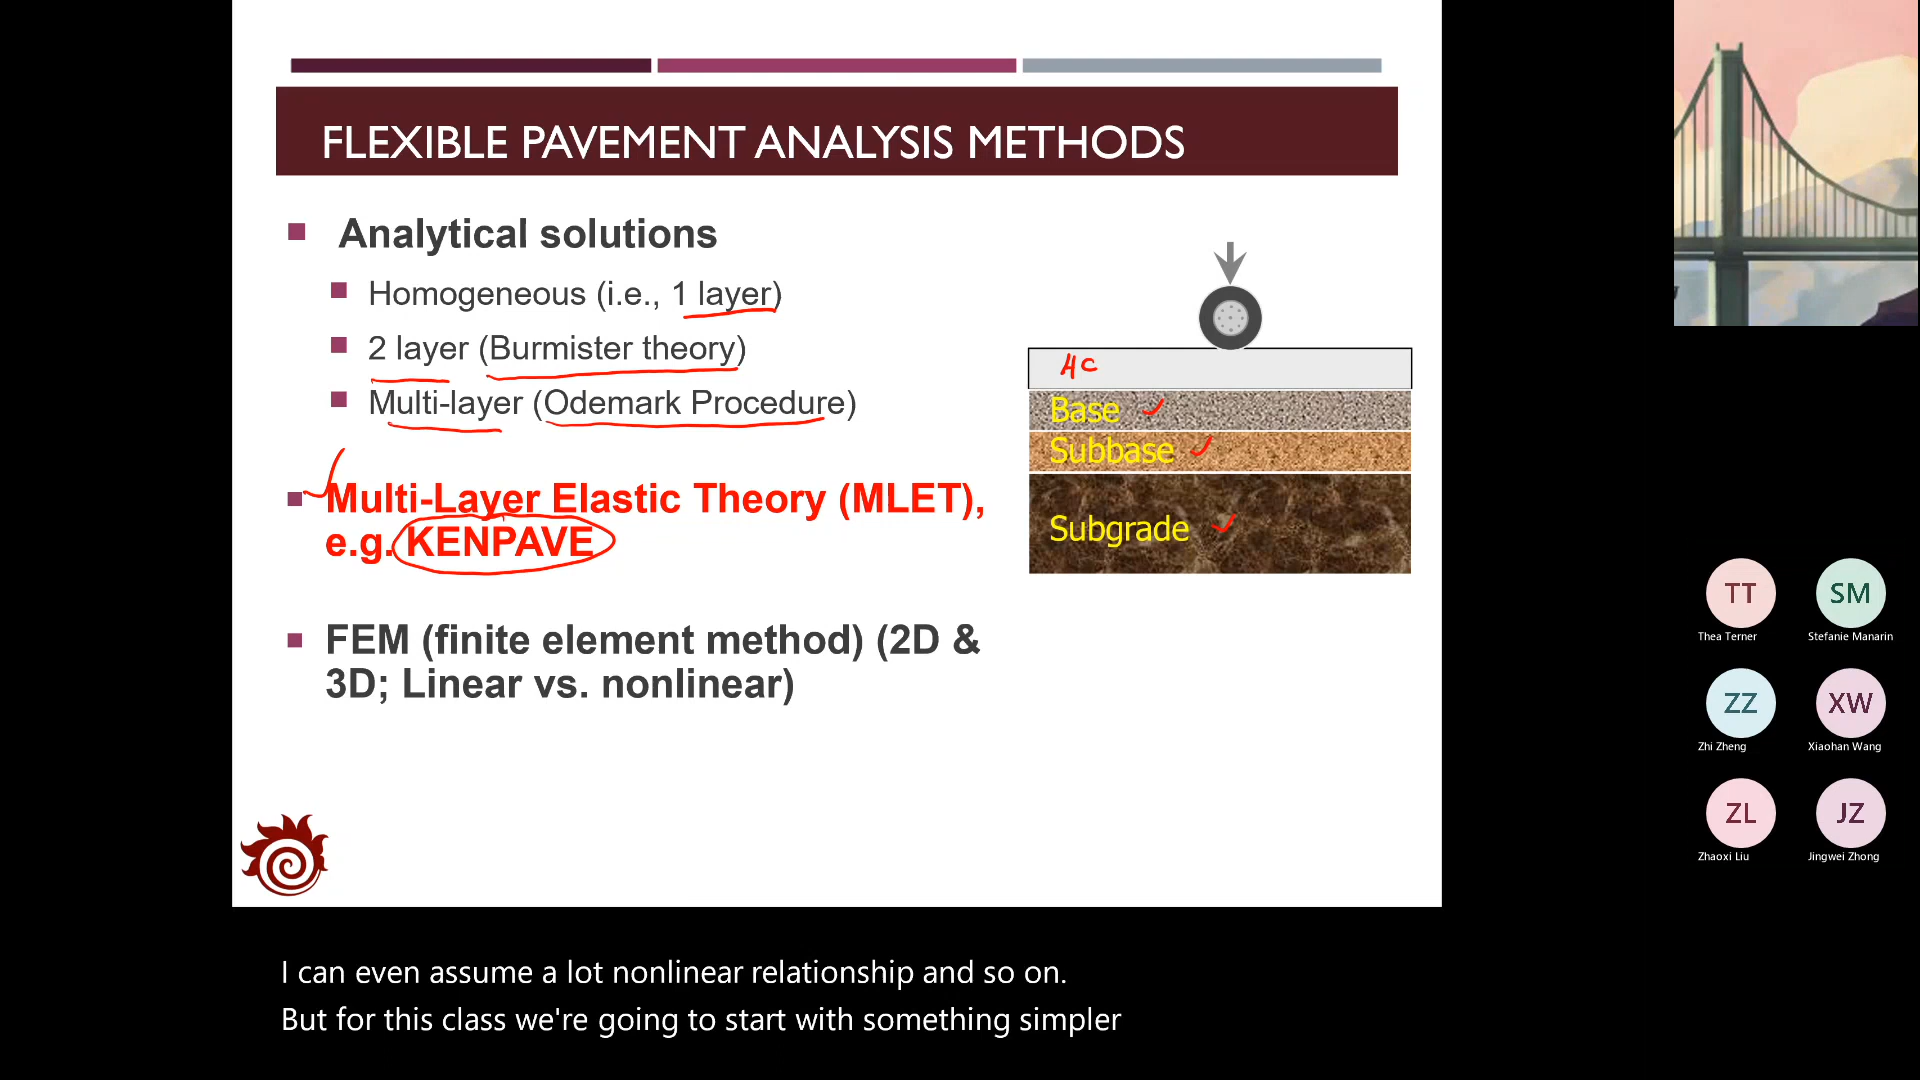 FLEXIBLE PAVEMENT ANALYSIS METHODS
Analytical solutions
Homogeneous (i.e., 1 layer)
2 layer (Burmister theory)
Multi-layer (Odemark Procedure)
Multi-Layer Elastic Theory (MLET),
e.g. KENPAVE
FEM (finite element method) (2D &
3D; Linear vs. nonlinear)
AC
Base
Subbase
Subgrade
TT
Thea Terner
SM
Stefanie Manarin
ZZ
Zhi Zheng
XW
Xiaohan Wang
ZL
Zhaoxi Liu
JZ
Jingwei Zhong
I can even assume a lot nonlinear relationship and so on.
But for this class we're going to start with something simpler